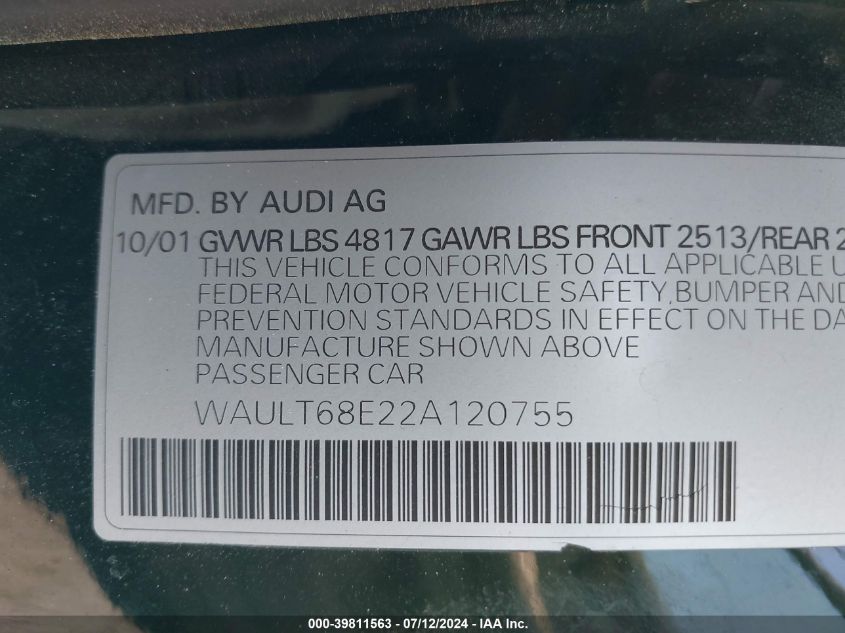 MFD. BY AUDI AG
10/01 GVWR LBS 4817 GAWR LBS FRONT 2513/REAR 2
THIS VEHICLE CONFORMS TO ALL APPLICABLE U
FEDERAL MOTOR VEHICLE SAFETY,BUMPER AND
PREVENTION STANDARDS IN EFFECT ON THE DA
MANUFACTURE SHOWN ABOVE
PASSENGER CAR
WAULT68E22A120755
000-39811563 - 07/12/2024 - IAA Inc.